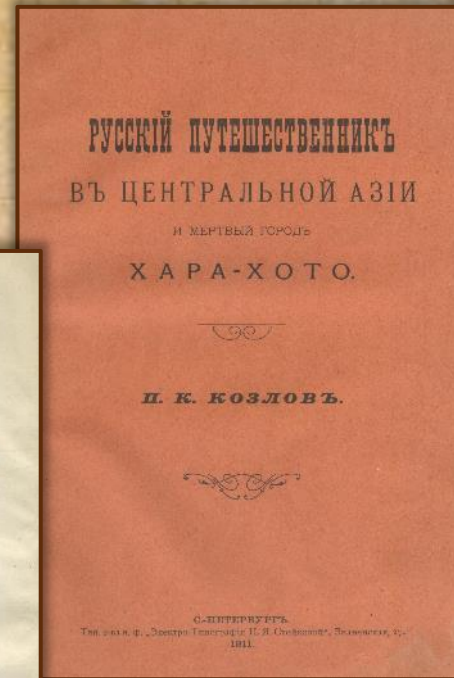 РУССКІЙ ПУТЕШЕСТВЕННИКЪ
ВЪ ЦЕНТРАЛЬНОЙ АЗІИ
И МЕРТВЫЙ ГОРОДЪ
ХАРА-ХОТО.
П. К. КОЗЛОВЪ.
С-ПЕТЕРБУРГЪ.
1911.